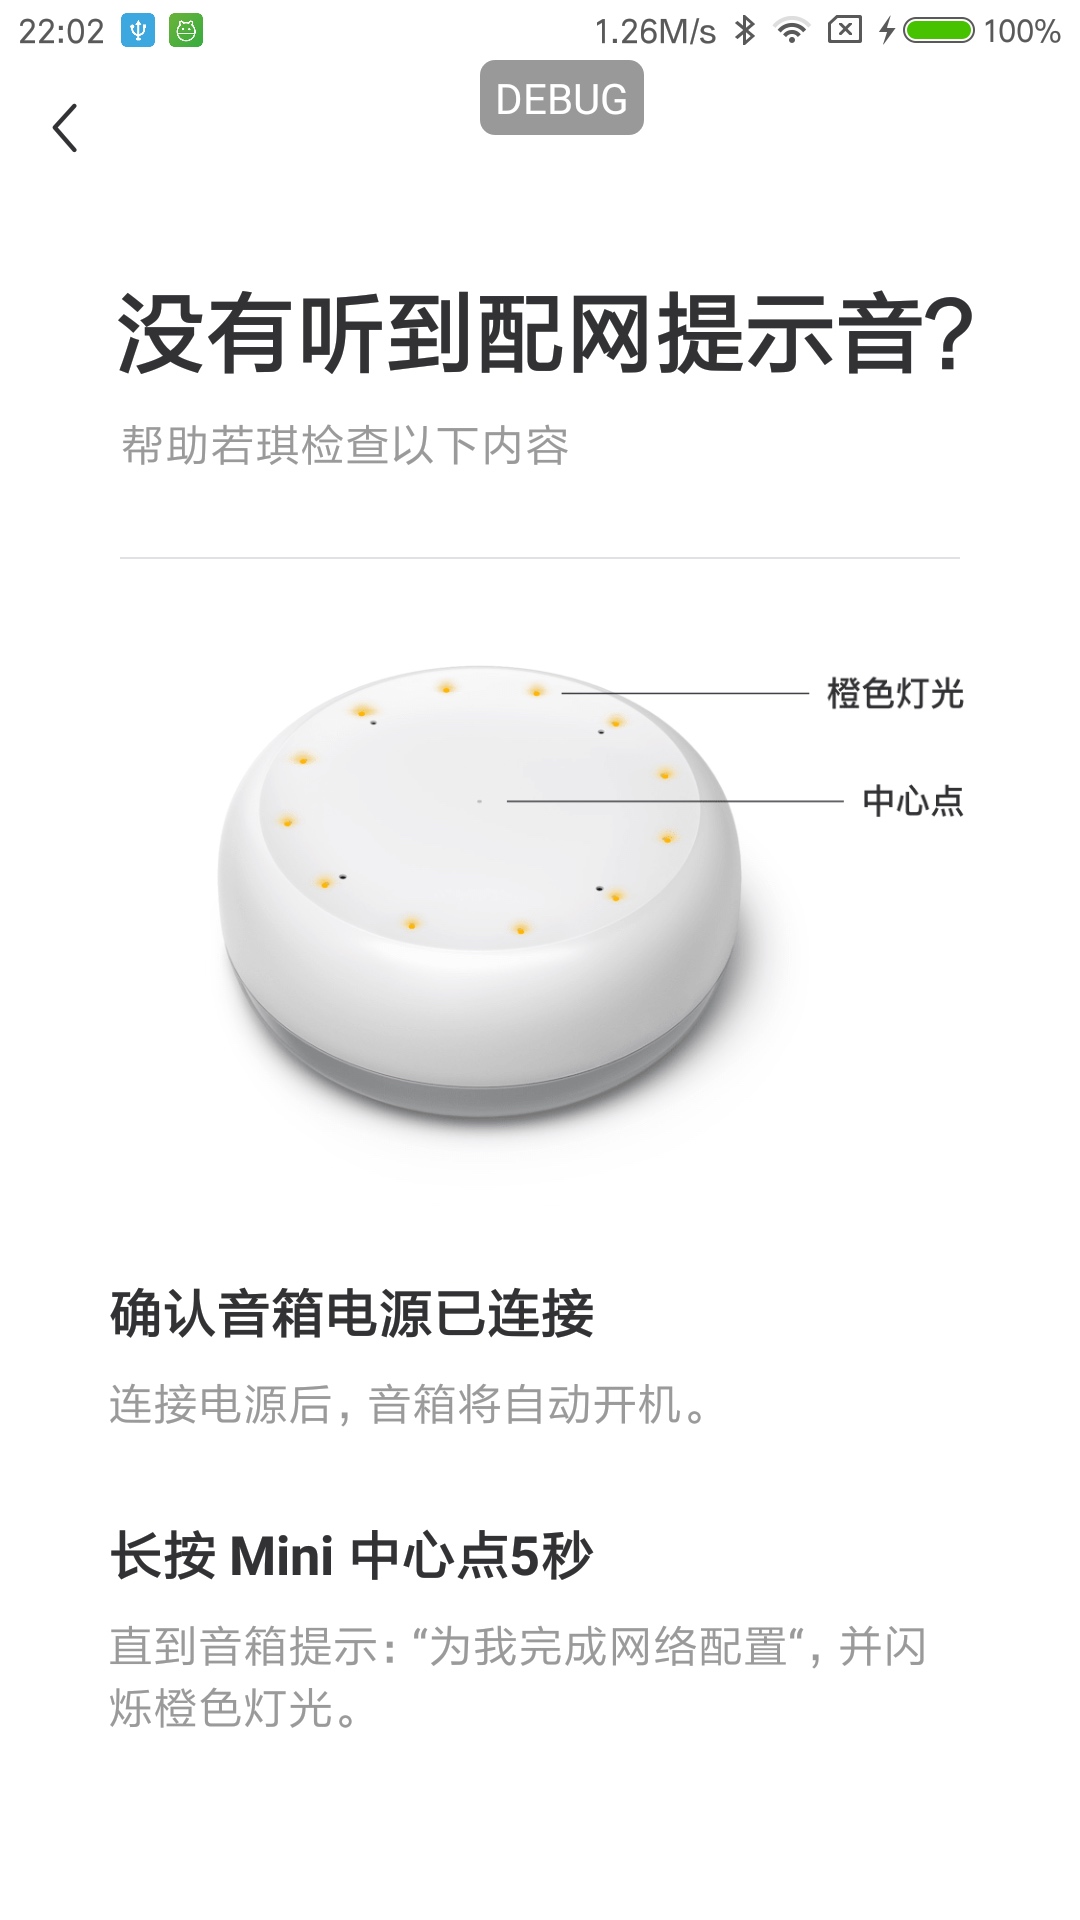 22:02 1.26M/s 100%
DEBUG
没有听到配网提示音?
帮助若琪检查以下内容
橙色灯光
中心点
确认音箱电源已连接
连接电源后，音箱将自动开机。
长按 Mini 中心点5秒
直到音箱提示：“为我完成网络配置“，并闪
烁橙色灯光。